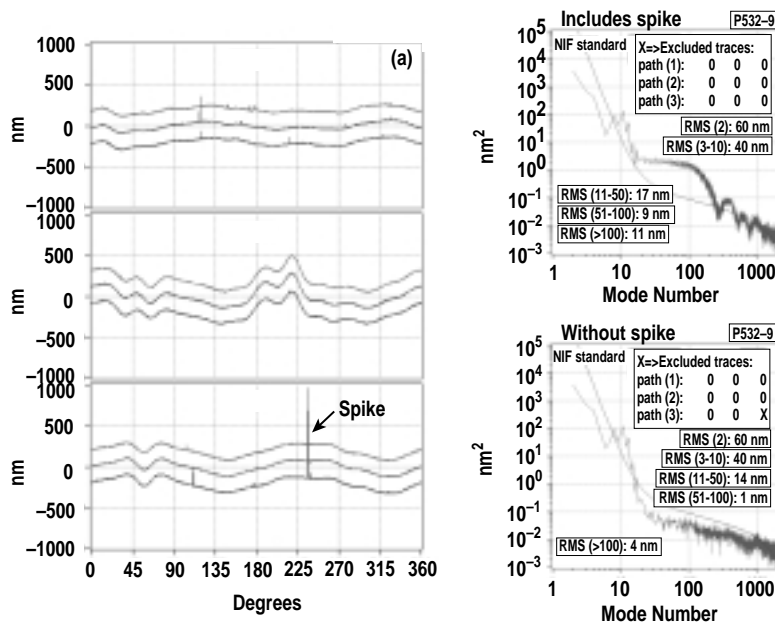 (a)
1000
500
0
−500
−1000
nm
500
0
−500
−1000
nm
1000
500
0
−500
−1000
nm
Spike
0 45 90 135 180 225 270 315 360
Degrees
Includes spike
P532–9
NIF standard
X=>Excluded traces:
path (1): 0 0 0
path (2): 0 0 0
path (3): 0 0 0
RMS (2): 60 nm
RMS (3-10): 40 nm
RMS (11-50): 17 nm
RMS (51-100): 9 nm
RMS (>100): 11 nm
10^5
10^4
10^3
10^2
10^1
10^0
10^−1
10^−2
10^−3
nm^2
1 10 100 1000
Mode Number
Without spike
P532–9
NIF standard
X=>Excluded traces:
path (1): 0 0 0
path (2): 0 0 0
path (3): 0 0 X
RMS (2): 60 nm
RMS (3-10): 40 nm
RMS (11-50): 14 nm
RMS (51-100): 1 nm
RMS (>100): 4 nm
10^5
10^4
10^3
10^2
10^1
10^0
10^−1
10^−2
10^−3
nm^2
1 10 100 1000
Mode Number